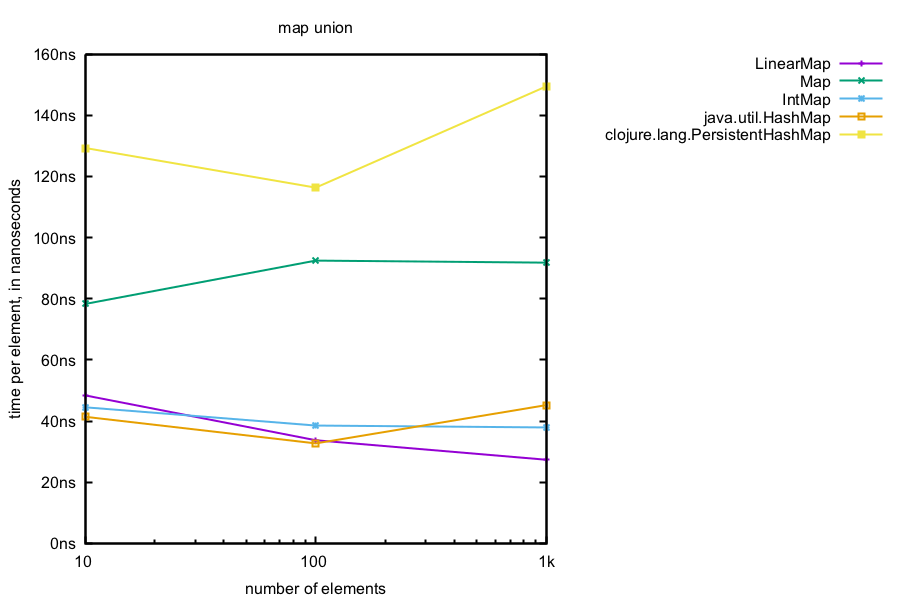 map union
160ns
140ns
120ns
100ns
80ns
60ns
40ns
20ns
0ns
time per element, in nanoseconds
10
100
1k
number of elements
LinearMap
Map
IntMap
java.util.HashMap
clojure.lang.PersistentHashMap